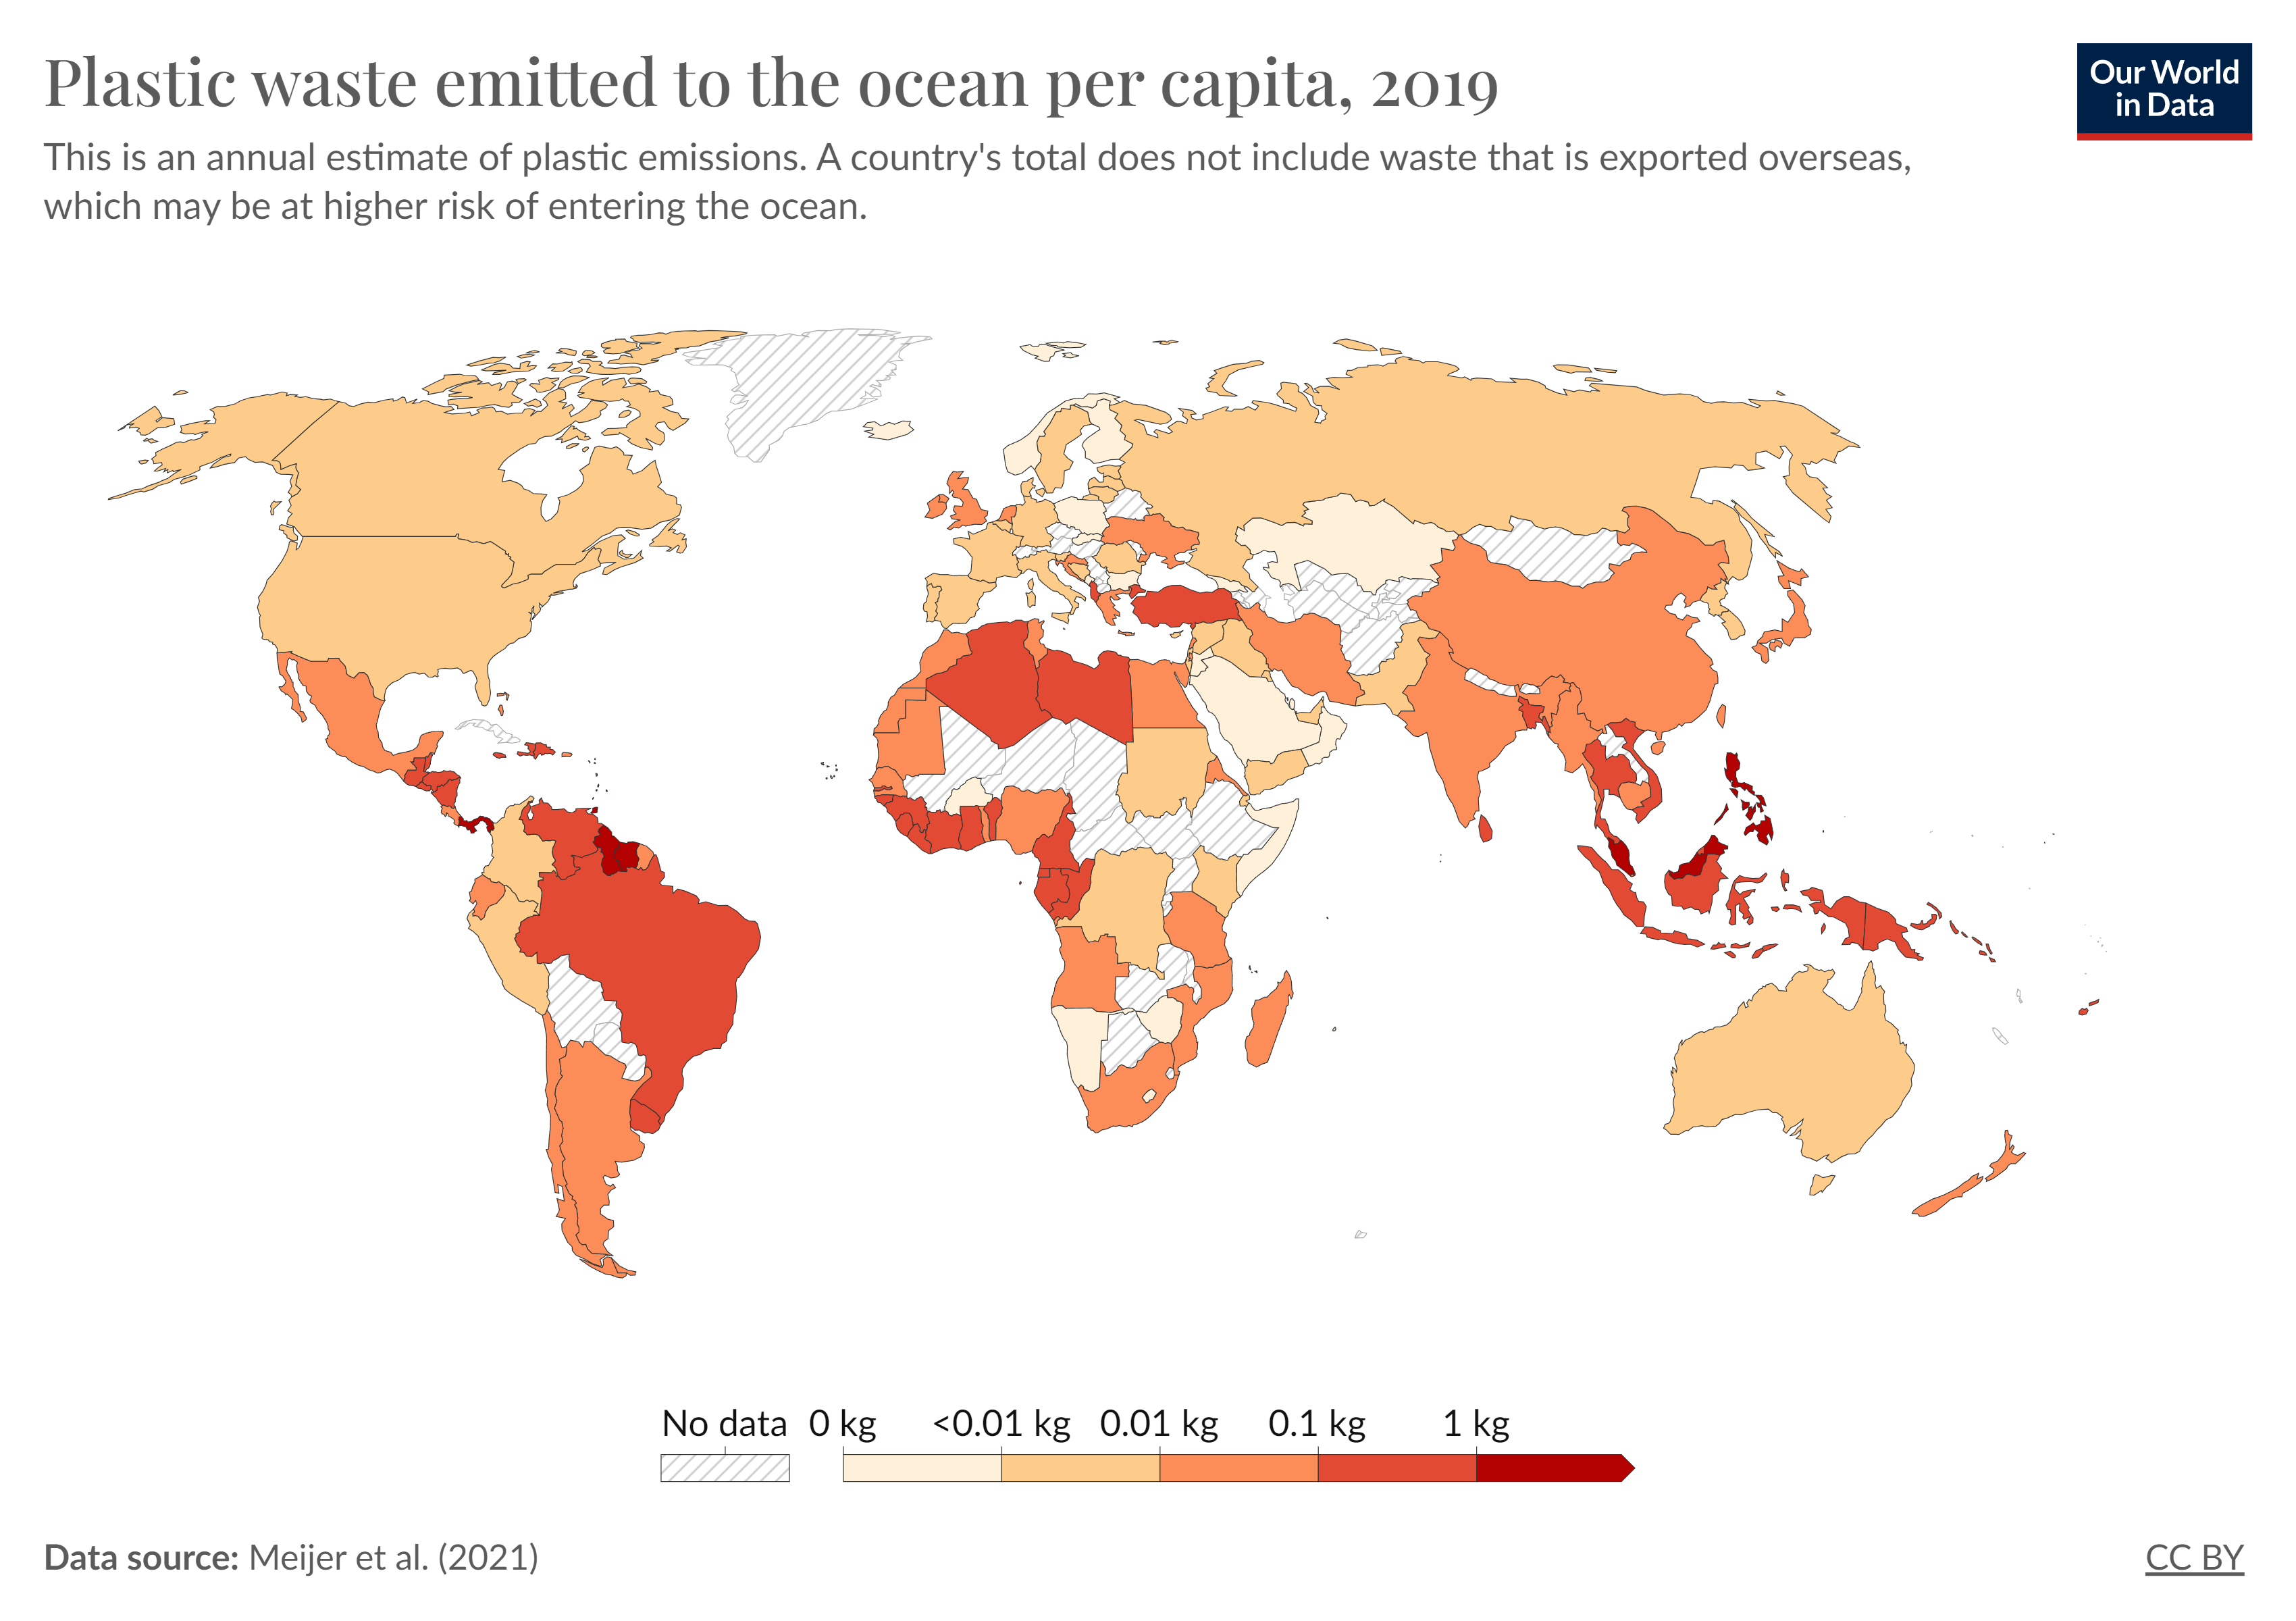 Plastic waste emitted to the ocean per capita, 2019
Our World
in Data
This is an annual estimate of plastic emissions. A country's total does not include waste that is exported overseas,
which may be at higher risk of entering the ocean.
No data 0 kg <0.01 kg 0.01 kg 0.1 kg 1 kg
Data source: Meijer et al. (2021)
CC BY